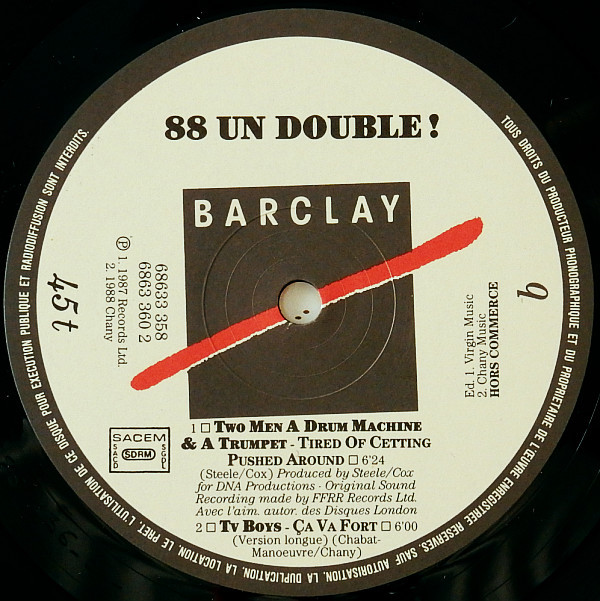 88 UN DOUBLE !
BARCLAY
TOUS DROITS DU PRODUCTEUR PHONOGRAPHIQUE ET DU PROPRIETAIRE DE L'ŒUVRE ENREGISTREE RESERVES. SAUF AUTORISATION, LA DUPLICATION, LA LOCATION, LE PRET, L'UTILISATION DE CE DISQUE POUR EXECUTION PUBLIQUE ET RADIODIFFUSION SONT INTERDITS.
45t
68633 358
6863 360 2
℗ 1. 1987 Records Ltd.
2. 1988 Chany
Ed. 1. Virgin Music
2. Chany Music
HORS COMMERCE
SACEM
SACD
SDRM
SGDL
1 □ TWO MEN A DRUM MACHINE
& A TRUMPET - TIRED OF CETTING
PUSHED AROUND □ 6'24
(Steele/Cox) Produced by Steele/Cox
for DNA Productions - Original Sound
Recording made by FFRR Records Ltd.
Avec l'aim. autor. des Disques London
2 □ TV BOYS - ÇA VA FORT □ 6'00
(Version longue) (Chabat-
Manoeuvre/Chany)